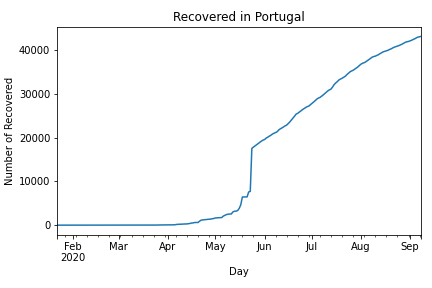 Recovered in Portugal
Number of Recovered
40000
30000
20000
10000
0
Feb Mar Apr May Jun Jul Aug Sep
2020
Day